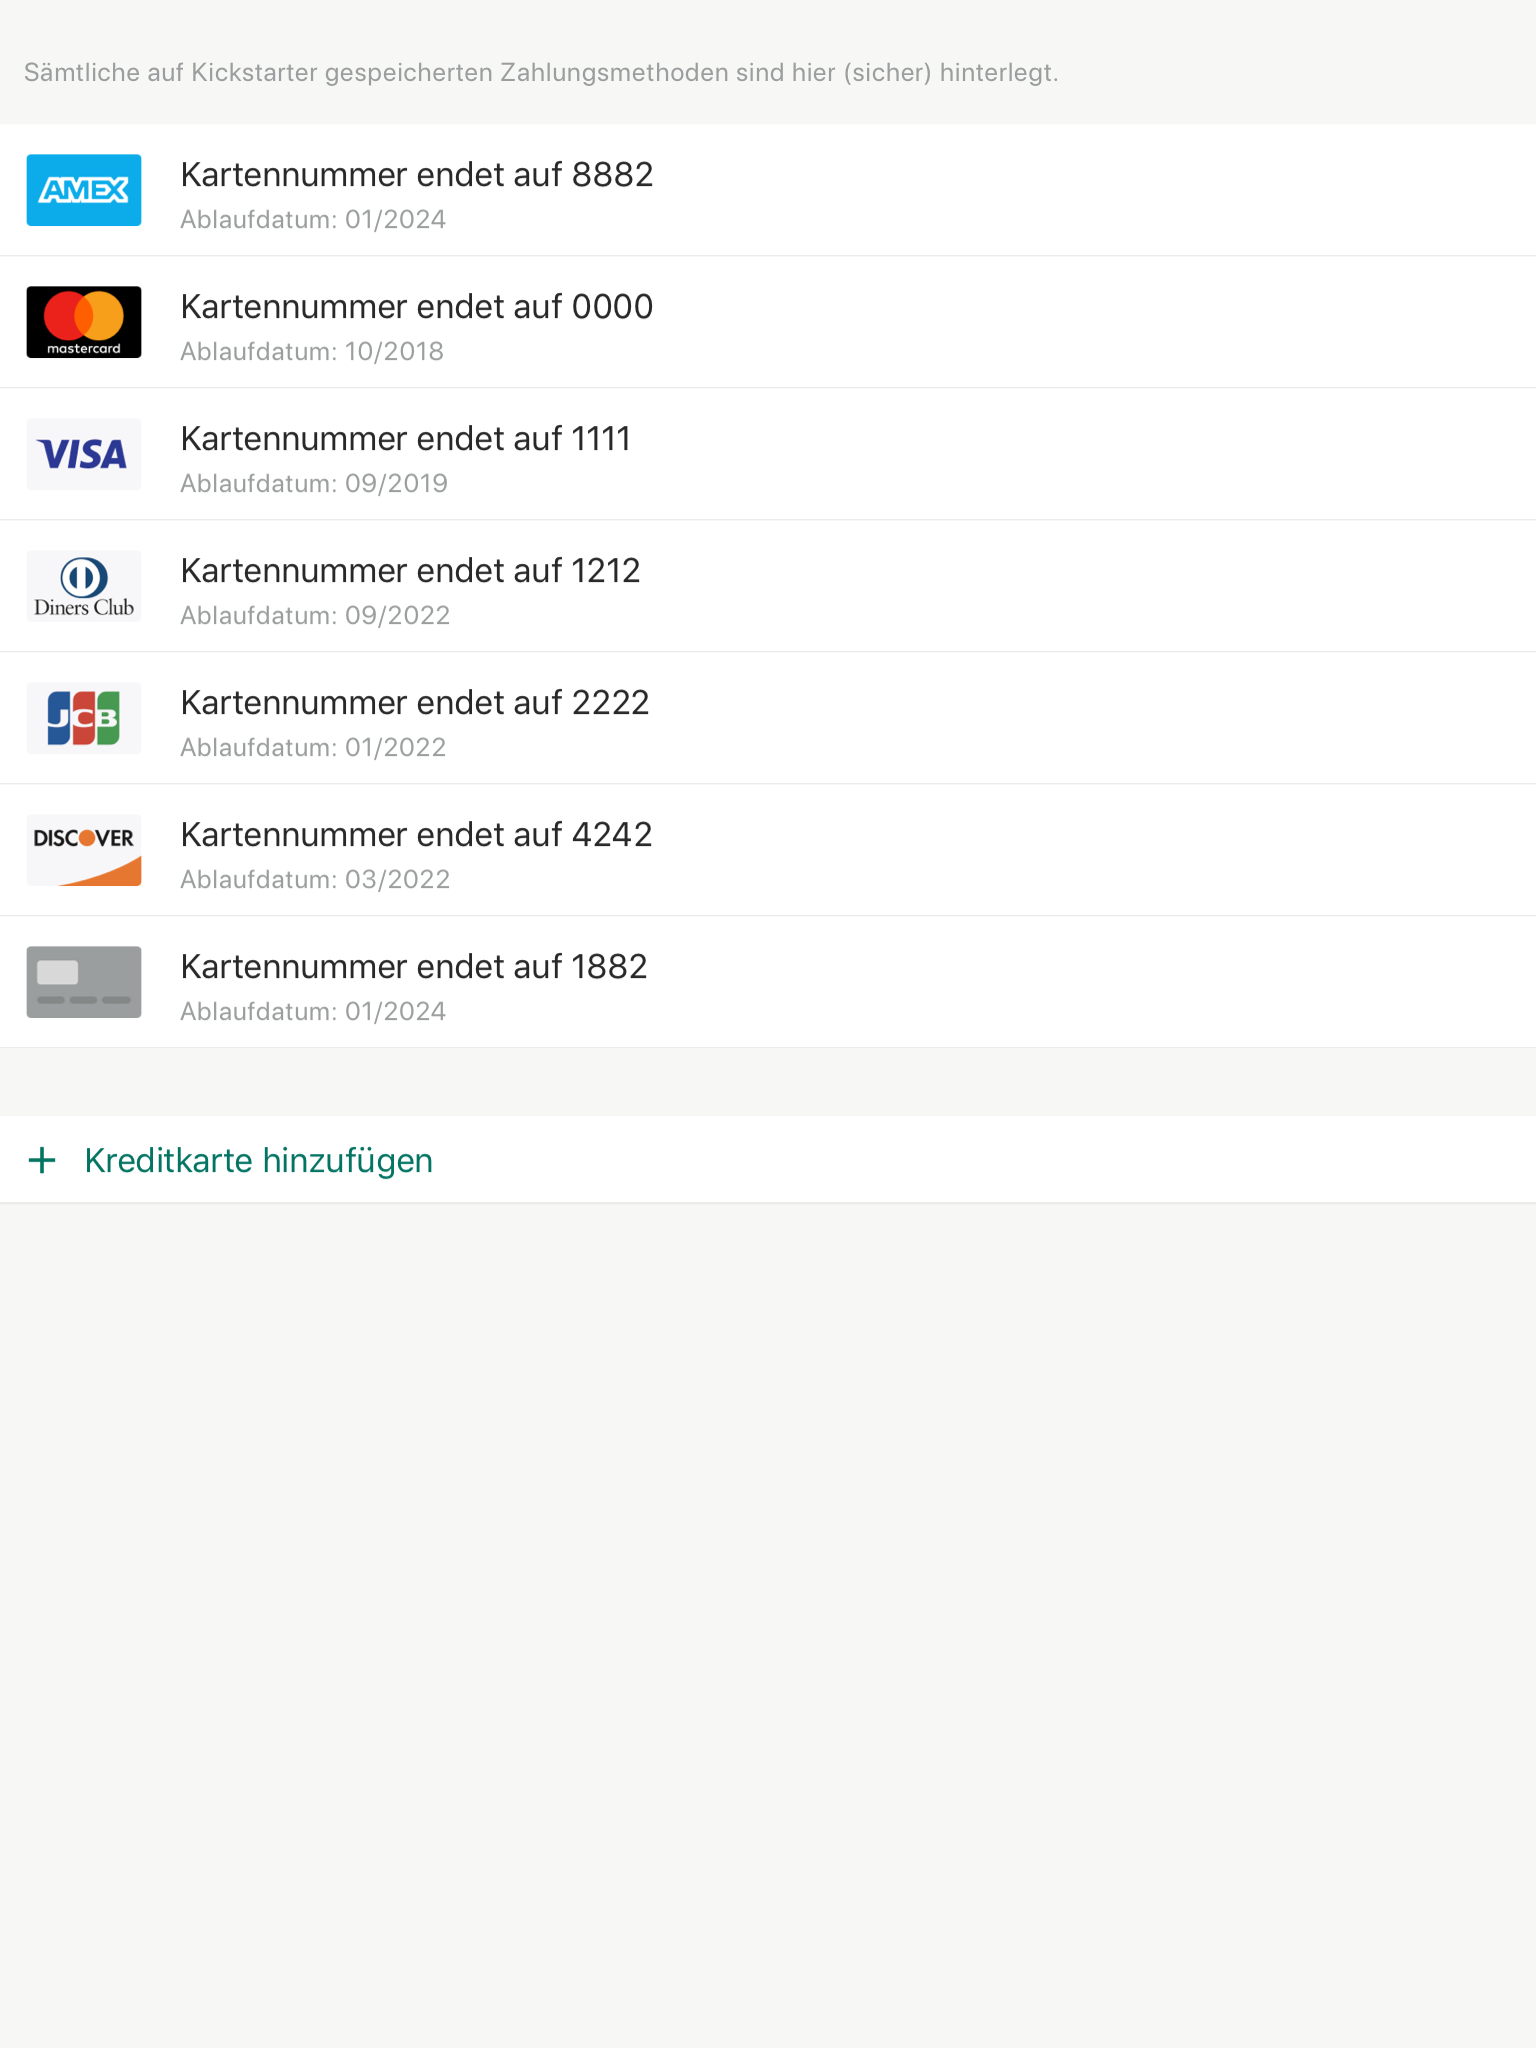 Sämtliche auf Kickstarter gespeicherten Zahlungsmethoden sind hier (sicher) hinterlegt.
AMEX
Kartennummer endet auf 8882
Ablaufdatum: 01/2024
mastercard
Kartennummer endet auf 0000
Ablaufdatum: 10/2018
VISA
Kartennummer endet auf 1111
Ablaufdatum: 09/2019
Diners Club
Kartennummer endet auf 1212
Ablaufdatum: 09/2022
JCB
Kartennummer endet auf 2222
Ablaufdatum: 01/2022
DISCOVER
Kartennummer endet auf 4242
Ablaufdatum: 03/2022
Kartennummer endet auf 1882
Ablaufdatum: 01/2024
+ Kreditkarte hinzufügen